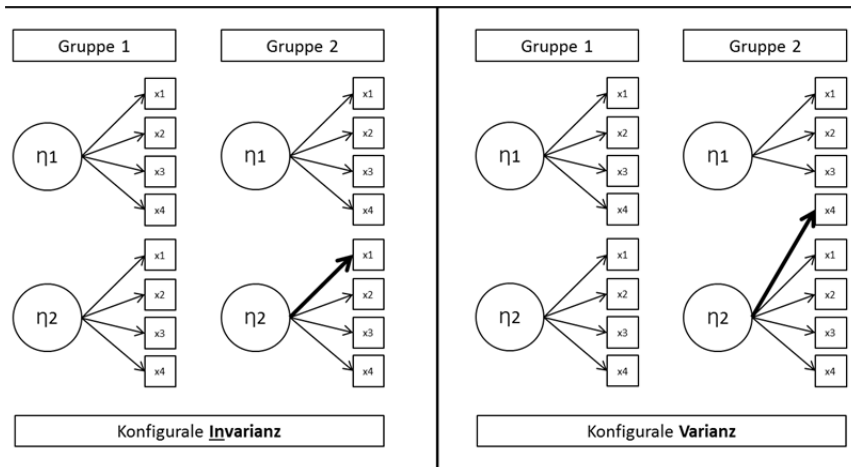 Gruppe 1
Gruppe 2
η1
x1
x2
x3
x4
η1
x1
x2
x3
x4
η2
x1
x2
x3
x4
η2
x1
x2
x3
x4
Konfigurale Invarianz
Gruppe 1
Gruppe 2
η1
x1
x2
x3
x4
η1
x1
x2
x3
x4
η2
x1
x2
x3
x4
η2
x1
x2
x3
x4
Konfigurale Varianz